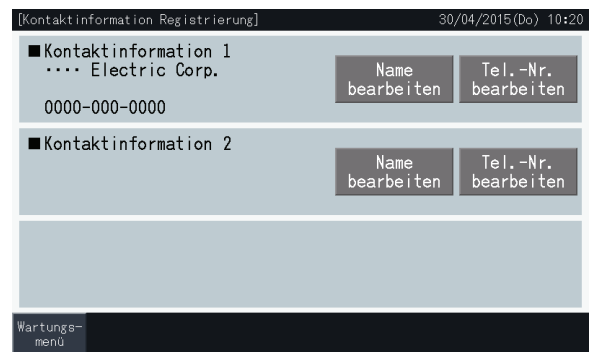 [Kontaktinformation Registrierung] 30/04/2015(Do) 10:20
■Kontaktinformation 1
···· Electric Corp.
Name bearbeiten
Tel.-Nr. bearbeiten
0000-000-0000
■Kontaktinformation 2
Name bearbeiten
Tel.-Nr. bearbeiten
Wartungs-
menü